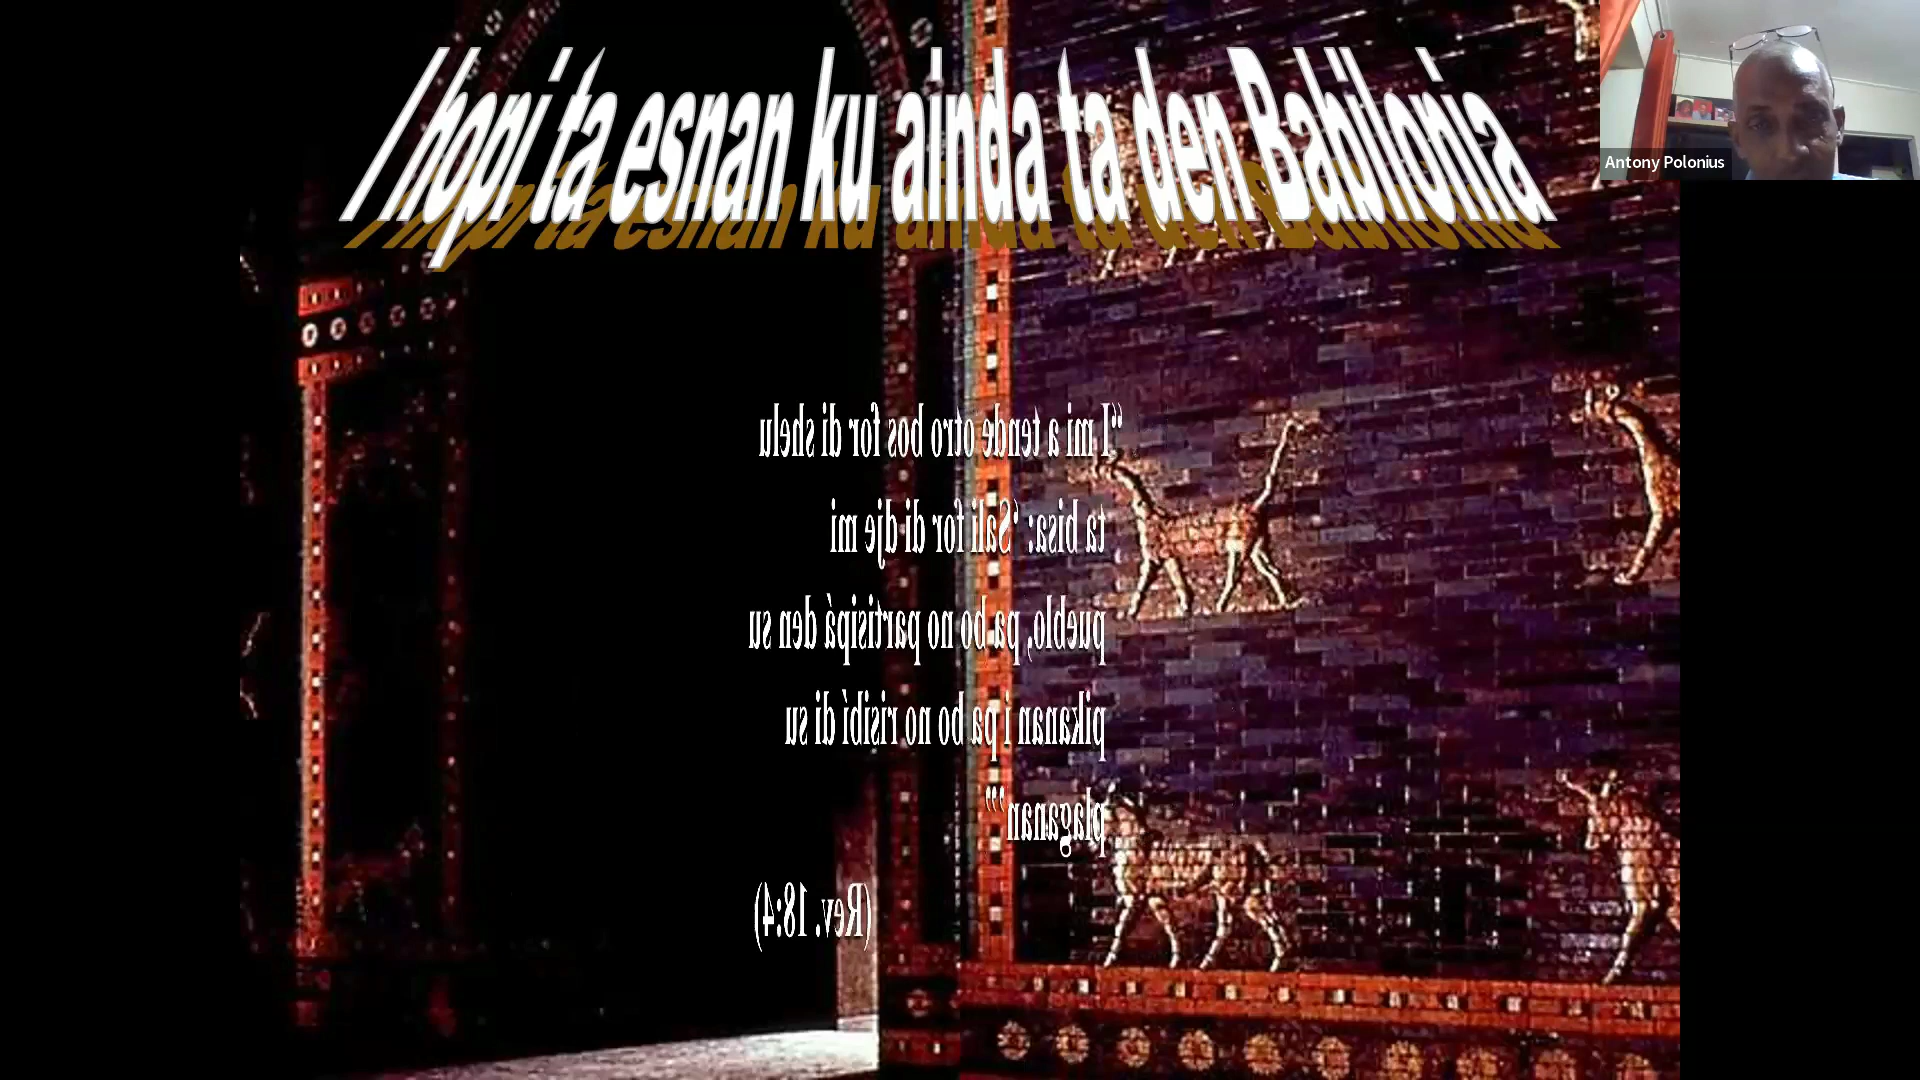 I hopi ta esnan ku ainda ta den Babilonia
Antony Polonius
“I mi a tende otro bos for di shelu
ta bisa: ‘Sali for di dje mi
pueblo, pa bo no partisipá den su
pikanan i pa bo no risibí di su
plaganan’”
(Rev. 18:4)